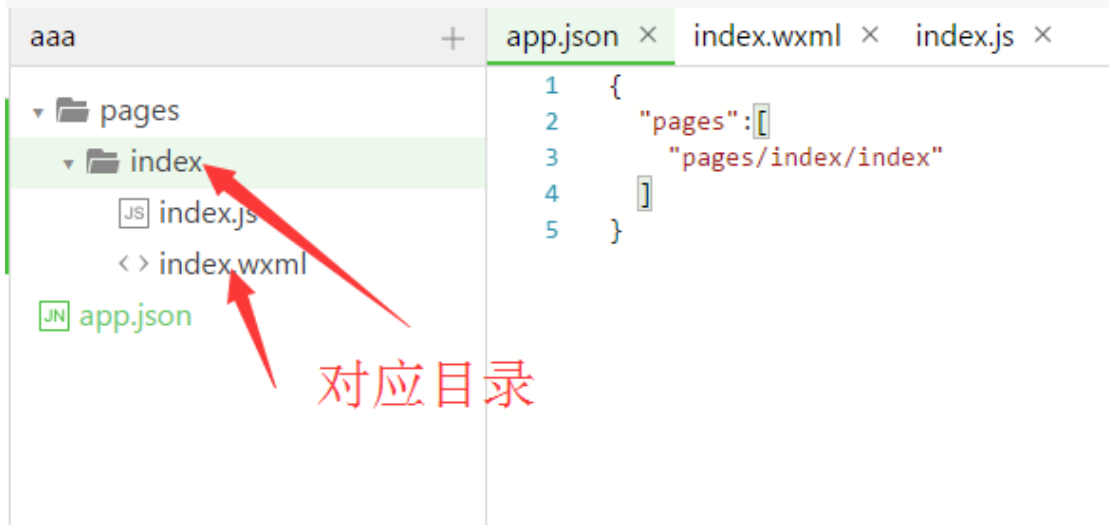 aaa
pages
index
index.js
index.wxml
app.json
对应目录
app.json × index.wxml × index.js ×
1 {
2 "pages":[
3 "pages/index/index"
4 ]
5 }